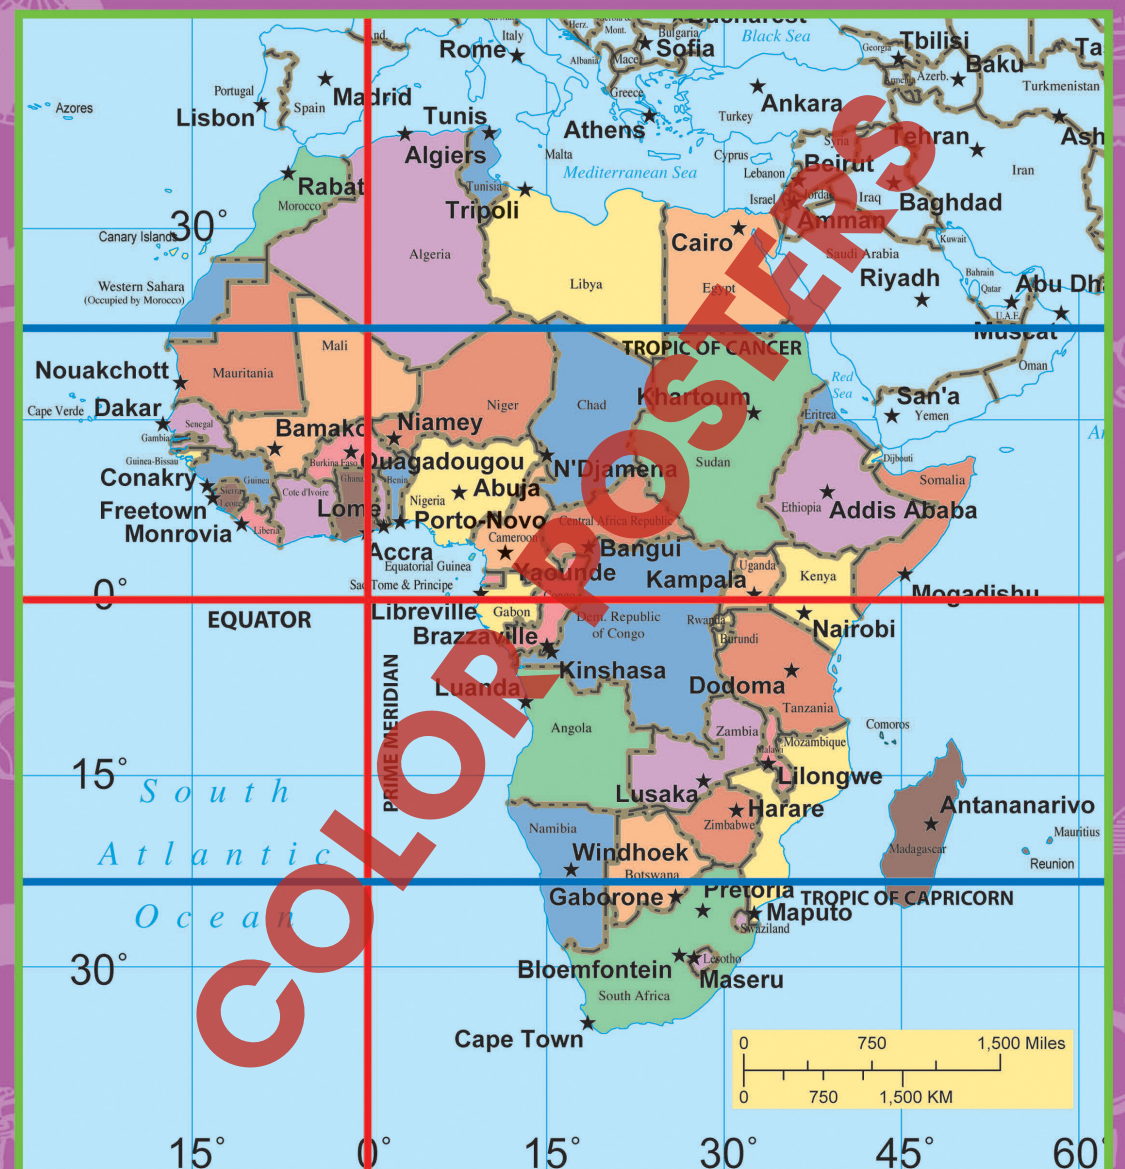 Bucharest
Black Sea
Italy
Herz.
Mont.
Bulgaria
Sofia
Rome
Albania
Mace
Greece
And.
Georgia
Tbilisi
Armenia
Azerb.
Baku
Ta
Turkmenistan
Ash
Azores
Portugal
Spain
Madrid
Lisbon
Tunis
Algiers
Athens
Ankara
Turkey
Malta
Mediterranean Sea
Cyprus
Lebanon
Syria
Beirut
Tehran
Iran
Israel
Jordan
Iraq
Baghdad
Amman
Kuwait
Saudi Arabia
Riyadh
Bahrain
Qatar
Abu Dha
U.A.E.
Muscat
Oman
Rabat
Morocco
Tunisia
Tripoli
30°
Canary Islands
Algeria
Libya
Cairo
Egypt
Western Sahara
(Occupied by Morocco)
TROPIC OF CANCER
Mali
Mauritania
Nouakchott
Niger
Chad
Khartoum
Red
Sea
San'a
Yemen
Eritrea
Cape Verde
Dakar
Senegal
Gambia
Bamako
Niamey
Sudan
Djibouti
Ar
Guinea-Bissau
Burkina Faso
Ouagadougou
N'Djamena
Conakry
Guinea
Sierra
Leone
Cote d'Ivoire
Ghana
Benin
Nigeria
Abuja
Ethiopia
Addis Ababa
Somalia
Freetown
Monrovia
Liberia
Lome
Porto-Novo
Central Africa Republic
Accra
Cameroon
Bangui
Equatorial Guinea
Yaounde
Kampala
Uganda
Kenya
Sao Tome & Principe
0°
Congo
Mogadishu
EQUATOR
Libreville
Gabon
Dem. Republic
of Congo
Rwanda
Burundi
Nairobi
Brazzaville
Kinshasa
PRIME MERIDIAN
Luanda
Dodoma
Tanzania
Angola
Zambia
Mozambique
Comoros
Malawi
15°
South
Atlantic
Ocean
Lusaka
Lilongwe
Harare
Zimbabwe
Antananarivo
Madagascar
Mauritius
Reunion
Namibia
Windhoek
Botswana
Gaborone
Pretoria
TROPIC OF CAPRICORN
Maputo
Swaziland
Bloemfontein
Lesotho
Maseru
30°
South Africa
Cape Town
0 750 1,500 Miles
0 750 1,500 KM
15° 0° 15° 30° 45° 60°
COLOR POSTERS